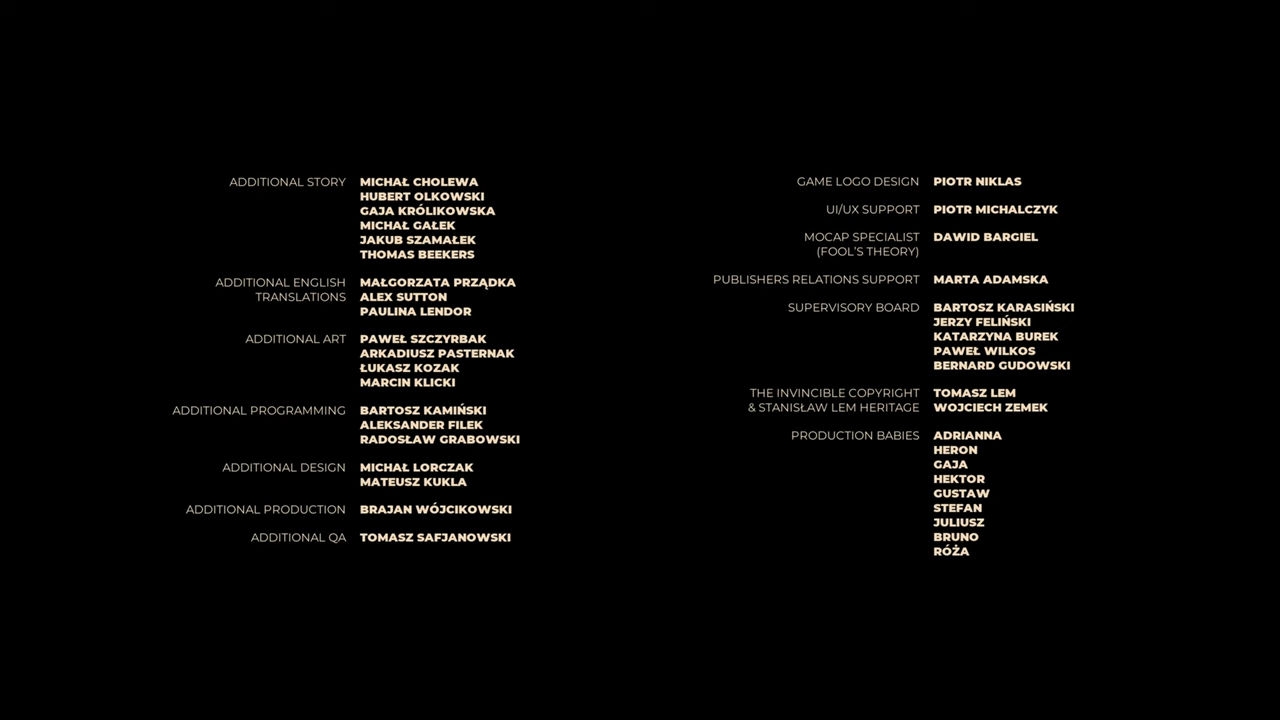 ADDITIONAL STORY MICHAŁ CHOLEWA
HUBERT OLKOWSKI
GAJA KRÓLIKOWSKA
MICHAŁ GAŁEK
JAKUB SZAMAŁEK
THOMAS BEEKERS
ADDITIONAL ENGLISH MAŁGORZATA PRZĄDKA
TRANSLATIONS ALEX SUTTON
PAULINA LENDOR
ADDITIONAL ART PAWEŁ SZCZYRBAK
ARKADIUSZ PASTERNAK
ŁUKASZ KOZAK
MARCIN KLICKI
ADDITIONAL PROGRAMMING BARTOSZ KAMIŃSKI
ALEKSANDER FILEK
RADOSŁAW GRABOWSKI
ADDITIONAL DESIGN MICHAŁ LORCZAK
MATEUSZ KUKLA
ADDITIONAL PRODUCTION BRAJAN WÓJCIKOWSKI
ADDITIONAL QA TOMASZ SAFJANOWSKI
GAME LOGO DESIGN PIOTR NIKLAS
UI/UX SUPPORT PIOTR MICHALCZYK
MOCAP SPECIALIST DAWID BARGIEL
(FOOL'S THEORY)
PUBLISHERS RELATIONS SUPPORT MARTA ADAMSKA
SUPERVISORY BOARD BARTOSZ KARASIŃSKI
JERZY FELIŃSKI
KATARZYNA BUREK
PAWEŁ WILKOS
BERNARD GUDOWSKI
THE INVINCIBLE COPYRIGHT TOMASZ LEM
& STANISŁAW LEM HERITAGE WOJCIECH ZEMEK
PRODUCTION BABIES ADRIANNA
HERON
GAJA
HEKTOR
GUSTAW
STEFAN
JULIUSZ
BRUNO
RÓŻA